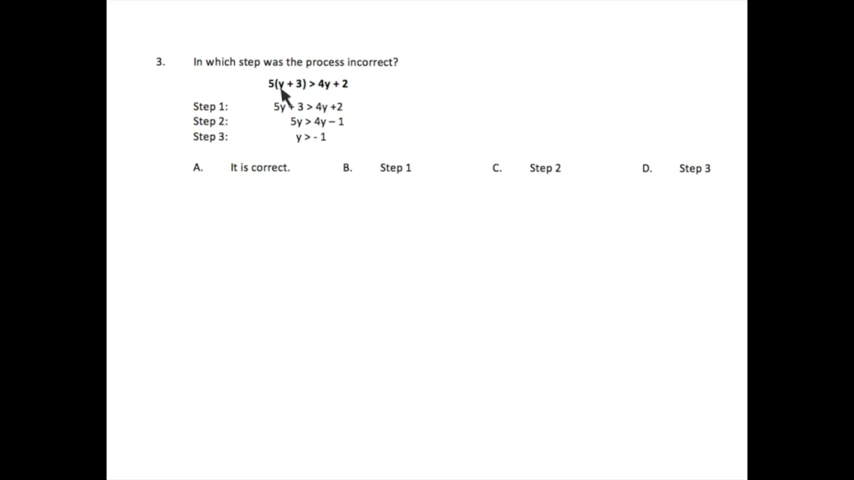 3. In which step was the process incorrect?
5(y + 3) > 4y + 2
Step 1: 5y + 3 > 4y +2
Step 2: 5y > 4y – 1
Step 3: y > - 1
A. It is correct. B. Step 1 C. Step 2 D. Step 3